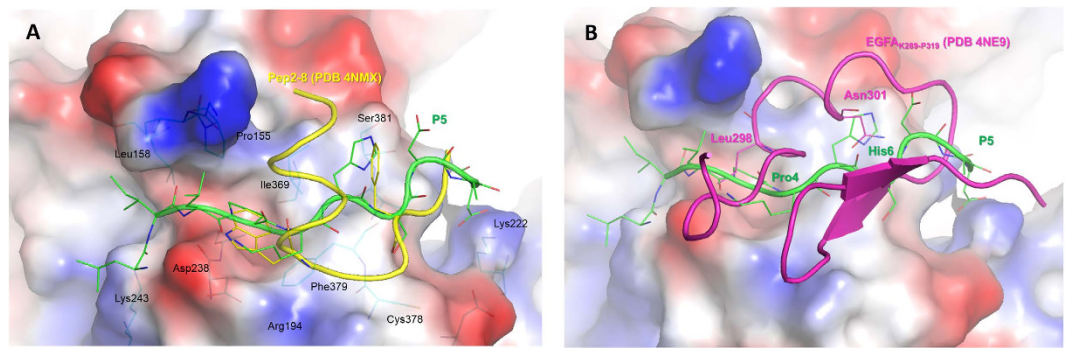 A
Pep2-8 (PDB 4NMX)
Ser381
P5
Pro155
Leu158
Ile369
Lys222
Asp238
Lys243
Phe379
Arg194
Cys378
B
EGFA K289-P319 (PDB 4NE9)
Asn301
Leu298
His6
P5
Pro4